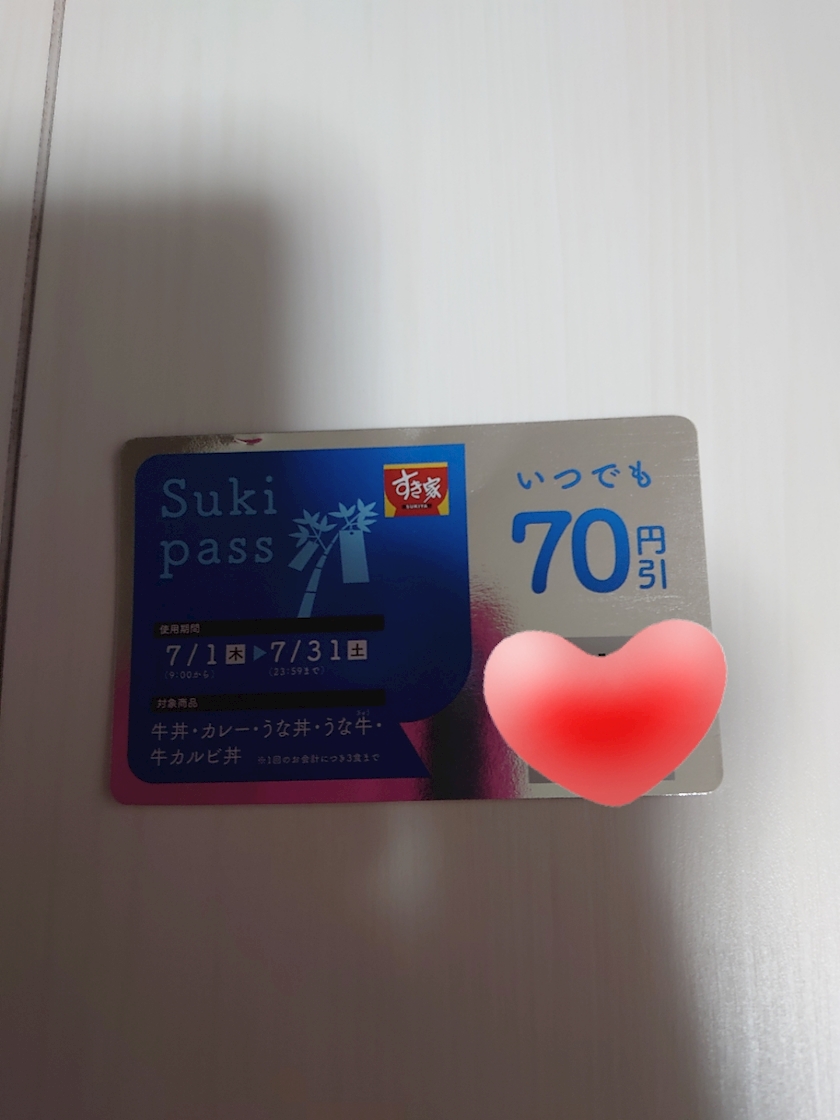 Suki
pass
すき家
SUKIYA
使用期間
7/1木▶7/31土
(9:00から) (23:59まで)
対象商品
ぎゅう
牛丼・カレー・うな丼・うな牛・
牛カルビ丼 ※1回のお会計につき3食まで
いつでも
70円引